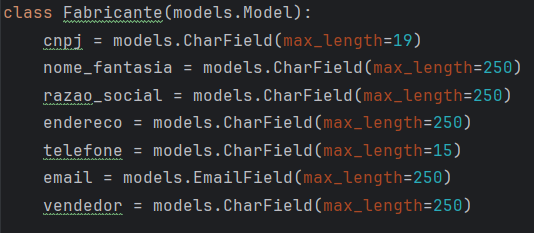 class Fabricante(models.Model):
    cnpj = models.CharField(max_length=19)
    nome_fantasia = models.CharField(max_length=250)
    razao_social = models.CharField(max_length=250)
    endereco = models.CharField(max_length=250)
    telefone = models.CharField(max_length=15)
    email = models.EmailField(max_length=250)
    vendedor = models.CharField(max_length=250)